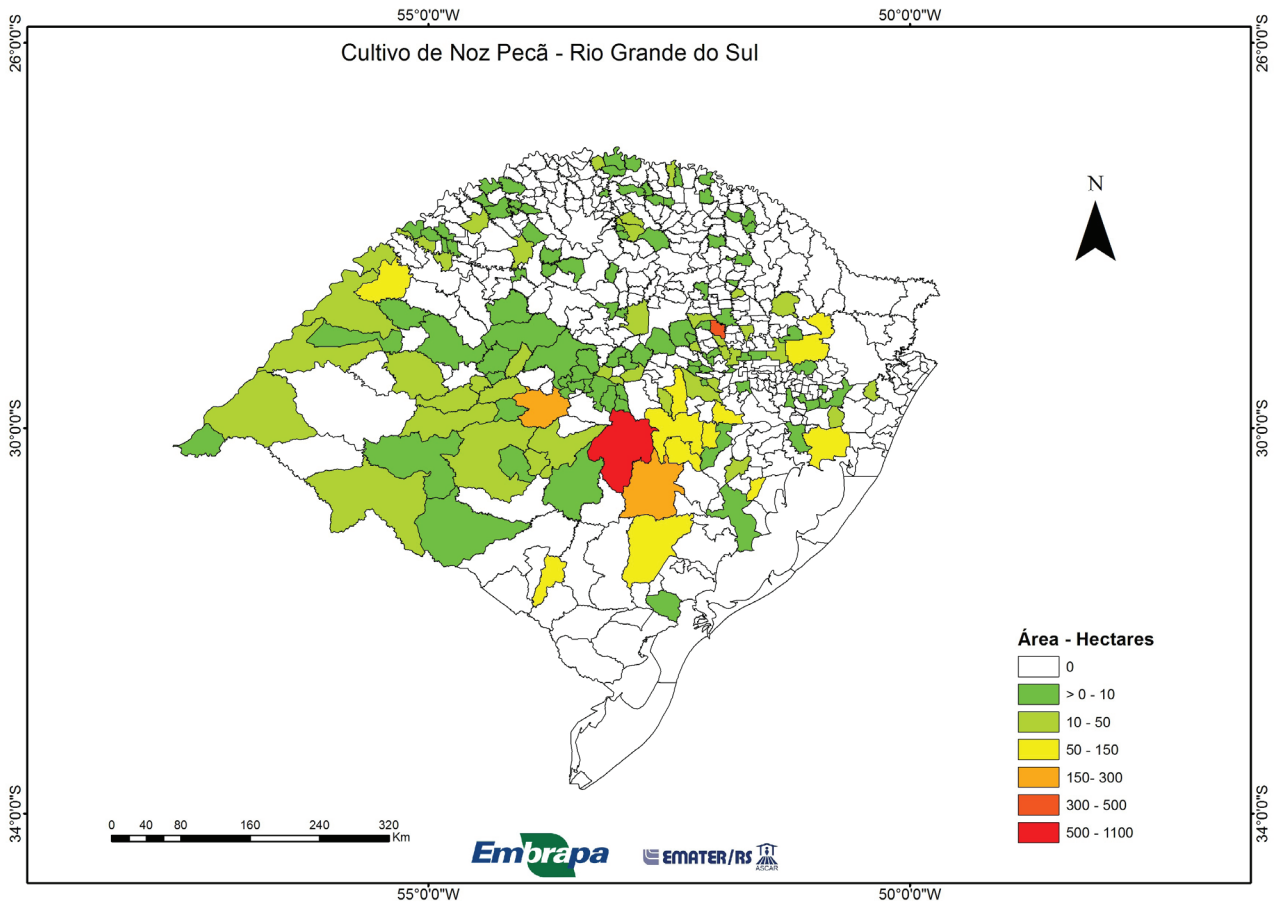 55°0'0"W 50°0'0"W
26°0'0"S 26°0'0"S
Cultivo de Noz Pecã - Rio Grande do Sul
N
30°0'0"S 30°0'0"S
Área - Hectares
0
> 0 - 10
10 - 50
50 - 150
150- 300
300 - 500
500 - 1100
34°0'0"S 34°0'0"S
0 40 80 160 240 320
Km
Embrapa EMATER/RS
ASCAR
55°0'0"W 50°0'0"W